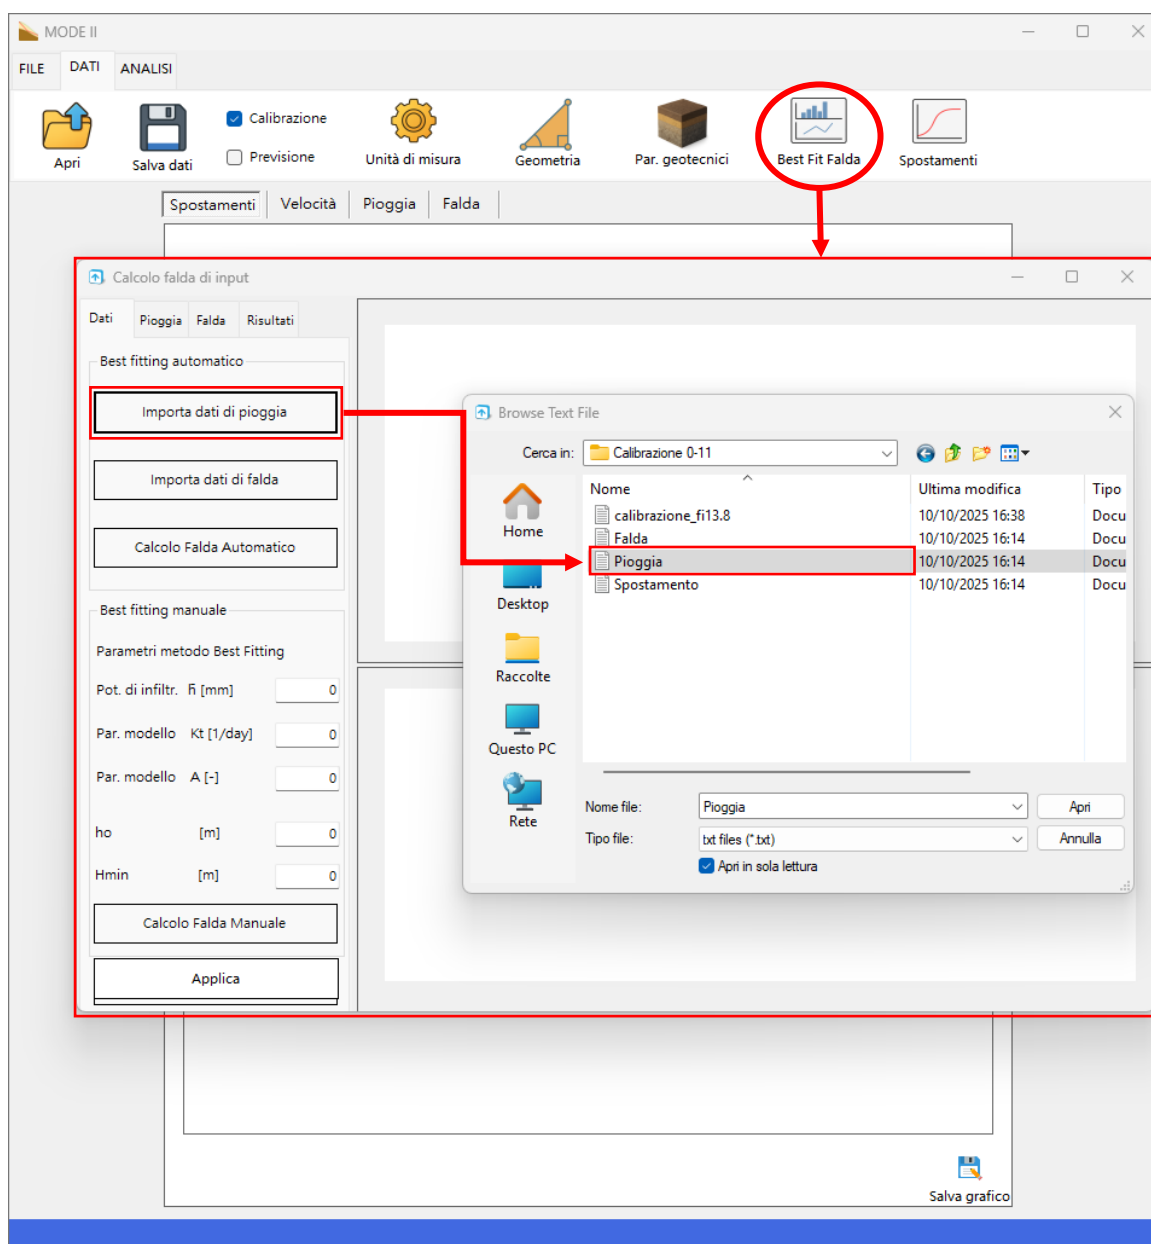 MODE II
FILE DATI ANALISI
Calibrazione
Previsione
Apri Salva dati Unità di misura Geometria Par. geotecnici Best Fit Falda Spostamenti
Spostamenti Velocità Pioggia Falda
Calcolo falda di input
Dati Pioggia Falda Risultati
Best fitting automatico
Importa dati di pioggia
Importa dati di falda
Calcolo Falda Automatico
Best fitting manuale
Parametri metodo Best Fitting
Pot. di infiltr. ĥ [mm] 0
Par. modello Kt [1/day] 0
Par. modello A [-] 0
ho [m] 0
Hmin [m] 0
Calcolo Falda Manuale
Applica
Browse Text File
Cerca in: Calibrazione 0-11
Nome Ultima modifica Tipo
calibrazione_fi13.8 10/10/2025 16:38 Docu
Falda 10/10/2025 16:14 Docu
Pioggia 10/10/2025 16:14 Docu
Spostamento 10/10/2025 16:14 Docu
Home
Desktop
Raccolte
Questo PC
Rete
Nome file: Pioggia Apri
Tipo file: txt files (*.txt) Annulla
Apri in sola lettura
Salva grafico